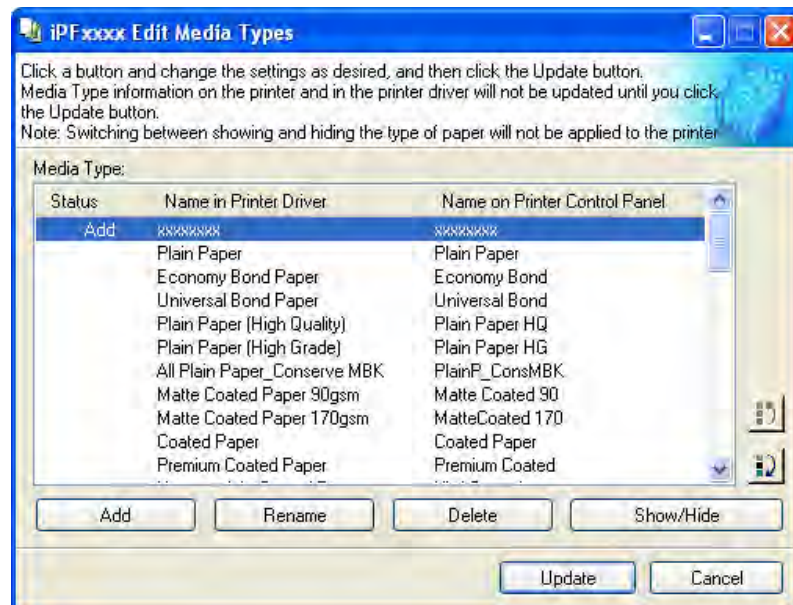 iPFxxxx Edit Media Types
Click a button and change the settings as desired, and then click the Update button.
Media Type information on the printer and in the printer driver will not be updated until you click
the Update button.
Note: Switching between showing and hiding the type of paper will not be applied to the printer
Media Type:
Status Name in Printer Driver Name on Printer Control Panel
Add xxxxxxxx xxxxxxxx
Plain Paper Plain Paper
Economy Bond Paper Economy Bond
Universal Bond Paper Universal Bond
Plain Paper (High Quality) Plain Paper HQ
Plain Paper (High Grade) Plain Paper HG
All Plain Paper_Conserve MBK PlainP_ConsMBK
Matte Coated Paper 90gsm Matte Coated 90
Matte Coated Paper 170gsm MatteCoated 170
Coated Paper Coated Paper
Premium Coated Paper Premium Coated
Add Rename Delete Show/Hide
Update Cancel